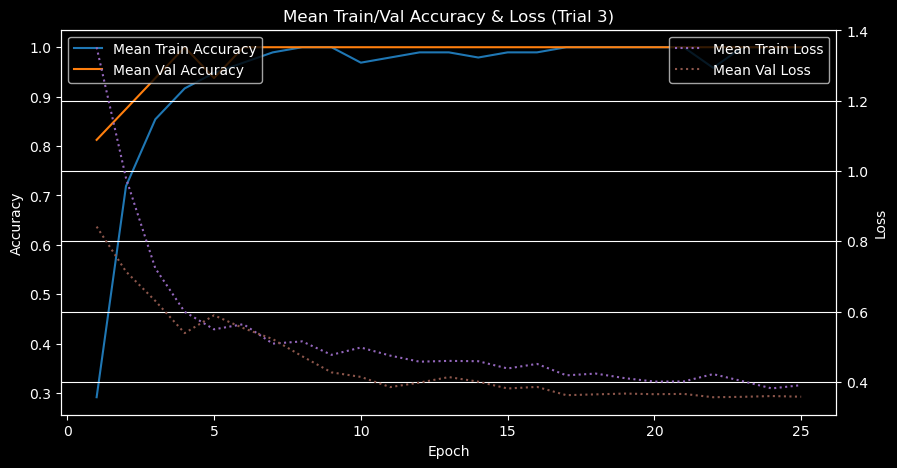 Mean Train/Val Accuracy & Loss (Trial 3)
Mean Train Accuracy
Mean Val Accuracy
Mean Train Loss
Mean Val Loss
1.0
0.9
0.8
0.7
0.6
0.5
0.4
0.3
Accuracy
1.4
1.2
1.0
0.8
0.6
0.4
Loss
0 5 10 15 20 25
Epoch